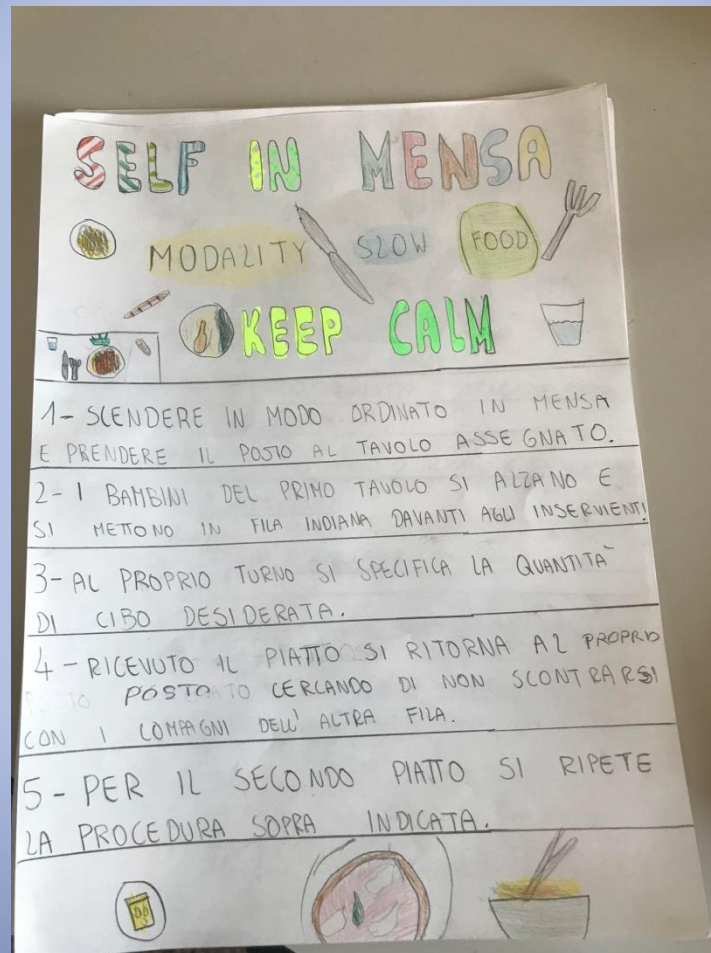 SELF IN MENSA
MODALITY SLOW FOOD
KEEP CALM
1- SCENDERE IN MODO ORDINATO IN MENSA
E PRENDERE IL POSTO AL TAVOLO ASSEGNATO.
2- I BAMBINI DEL PRIMO TAVOLO SI ALZANO E
SI METTONO IN FILA INDIANA DAVANTI AGLI INSERVIENTI
3- AL PROPRIO TURNO SI SPECIFICA LA QUANTITÀ
DI CIBO DESIDERATA.
4- RICEVUTO IL PIATTO SI RITORNA AL PROPRIO
POSTO CERCANDO DI NON SCONTRARSI
CON I COMPAGNI DELL'ALTRA FILA.
5- PER IL SECONDO PIATTO SI RIPETE
LA PROCEDURA SOPRA INDICATA.